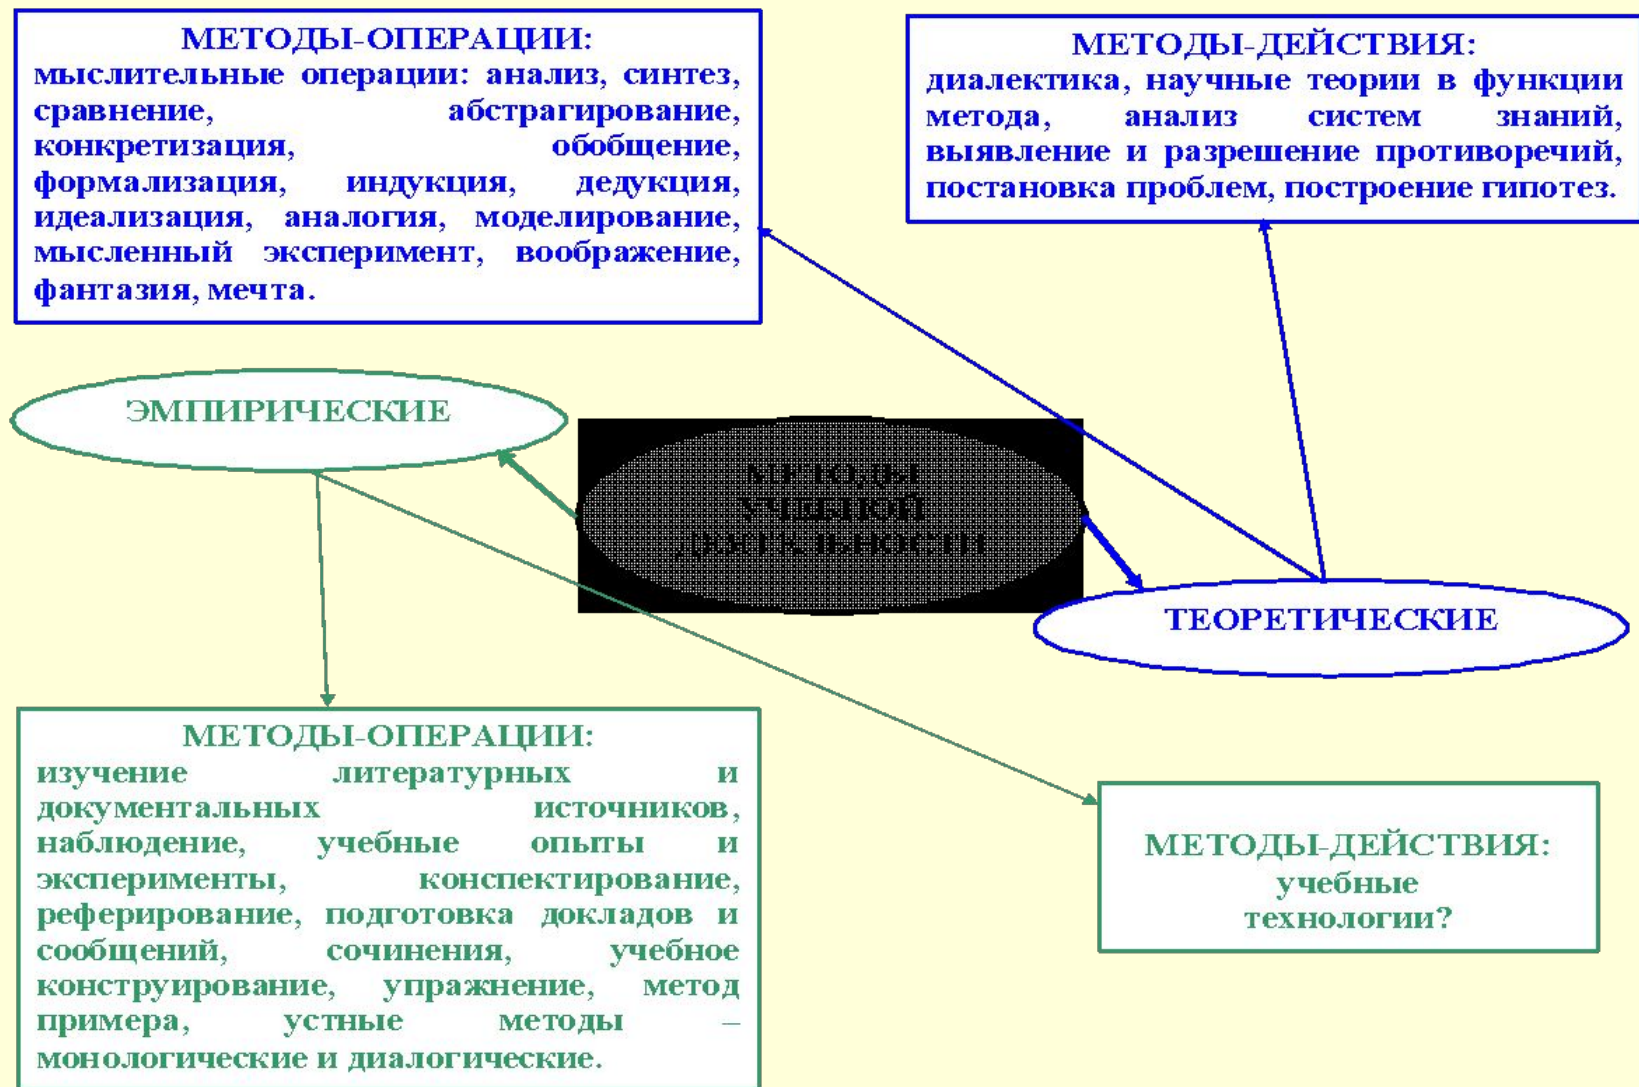 МЕТОДЫ-ОПЕРАЦИИ:
мыслительные операции: анализ, синтез,
сравнение, абстрагирование,
конкретизация, обобщение,
формализация, индукция, дедукция,
идеализация, аналогия, моделирование,
мысленный эксперимент, воображение,
фантазия, мечта.
МЕТОДЫ-ДЕЙСТВИЯ:
диалектика, научные теории в функции
метода, анализ систем знаний,
выявление и разрешение противоречий,
постановка проблем, построение гипотез.
ЭМПИРИЧЕСКИЕ
МЕТОДЫ
УЧЕБНОЙ
ДЕЯТЕЛЬНОСТИ
ТЕОРЕТИЧЕСКИЕ
МЕТОДЫ-ОПЕРАЦИИ:
изучение литературных и
документальных источников,
наблюдение, учебные опыты и
эксперименты, конспектирование,
реферирование, подготовка докладов и
сообщений, сочинения, учебное
конструирование, упражнение, метод
примера, устные методы –
монологические и диалогические.
МЕТОДЫ-ДЕЙСТВИЯ:
учебные
технологии?